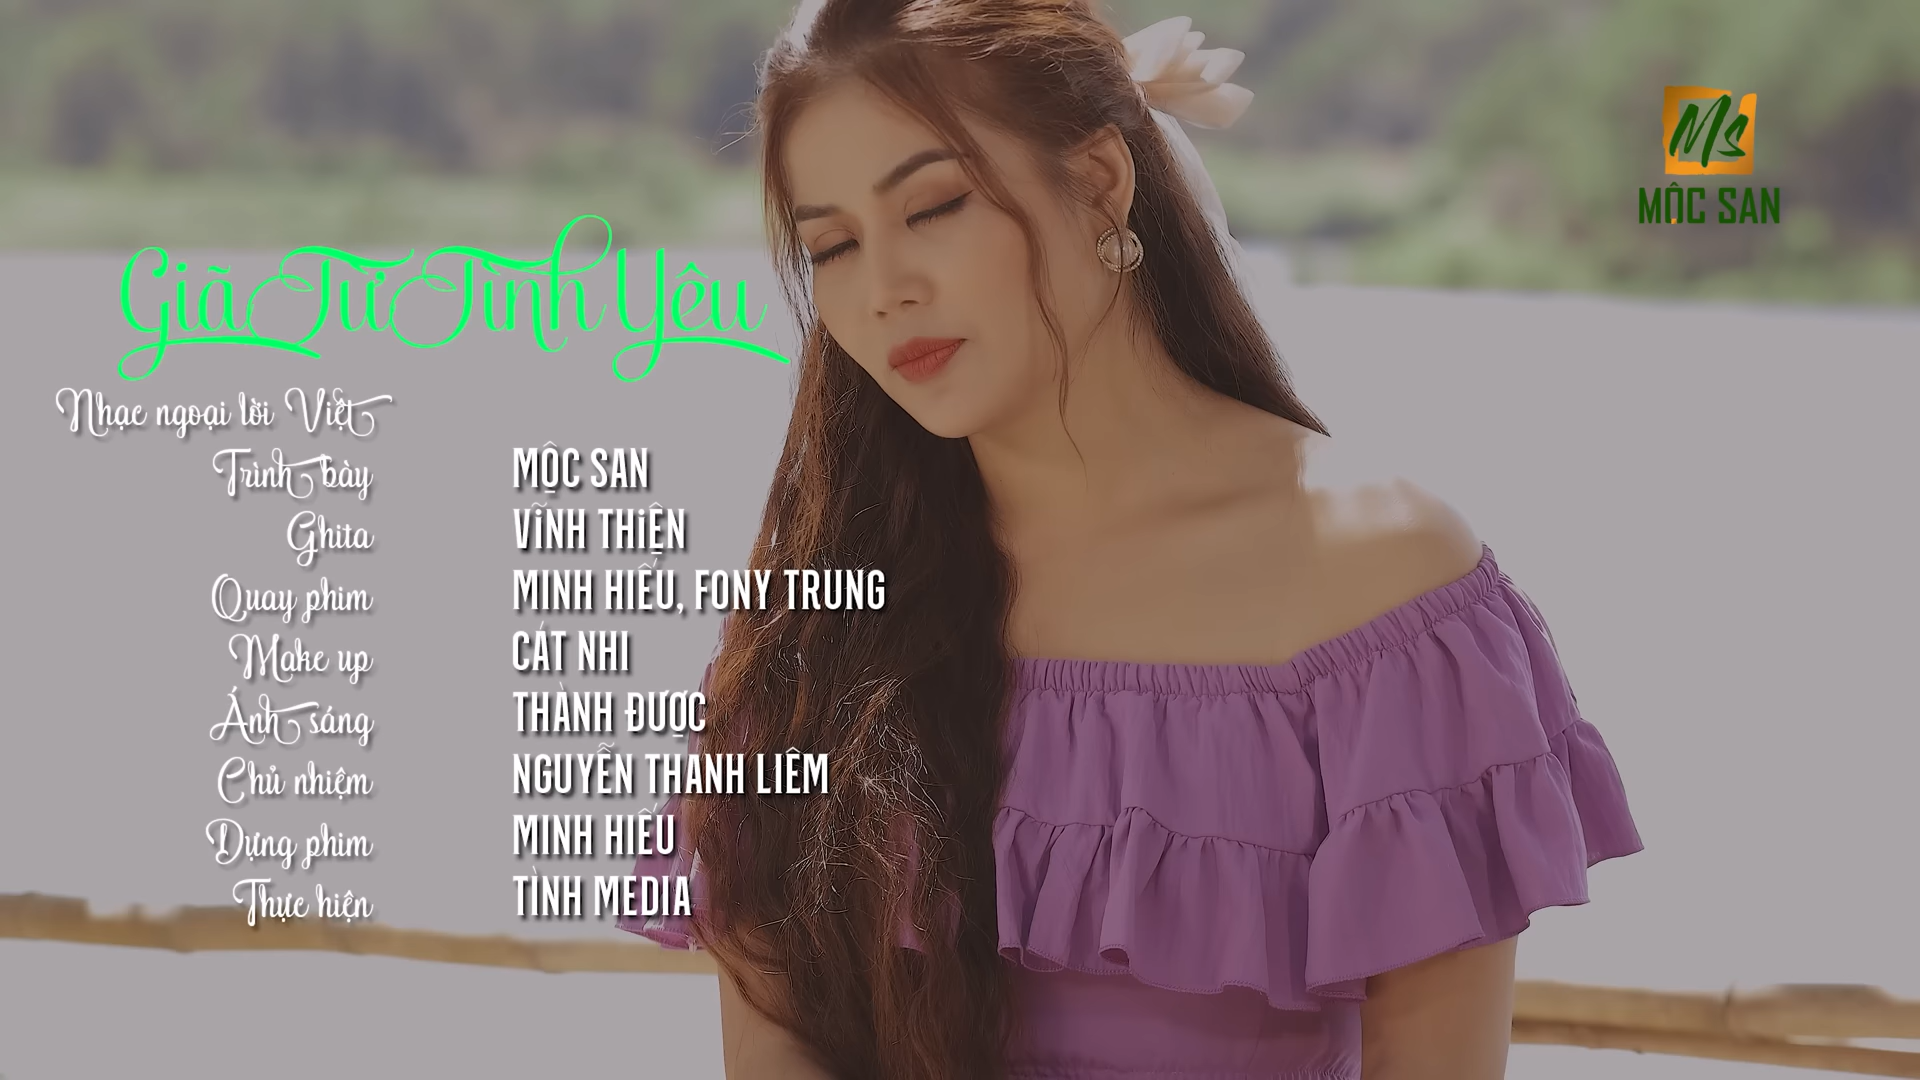 Ms
MỘC SAN
Giã Từ Tình Yêu
Nhạc ngoại lời Việt
Trình bày MỘC SAN
Ghita VĨNH THIỆN
Quay phim MINH HIẾU, FONY TRUNG
Make up CÁT NHI
Ánh sáng THÀNH ĐƯỢC
Chủ nhiệm NGUYỄN THANH LIÊM
Dựng phim MINH HIẾU
Thực hiện TÌNH MEDIA